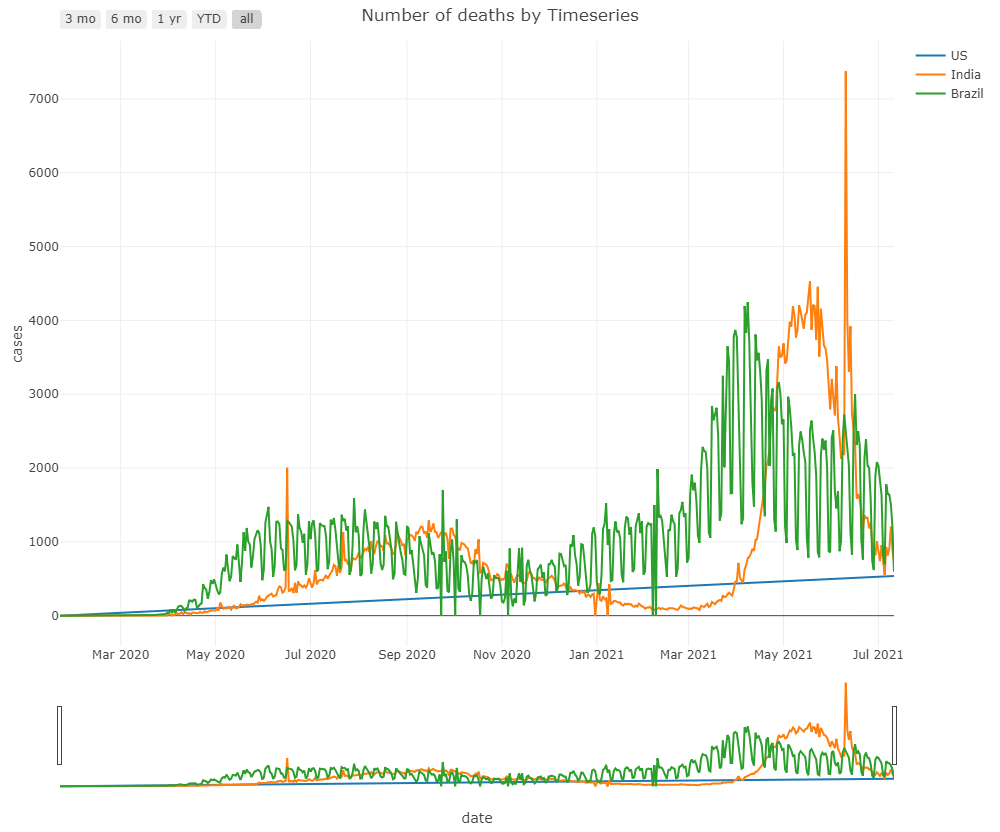 3 mo 6 mo 1 yr YTD all
Number of deaths by Timeseries
US
India
Brazil
7000
6000
5000
4000
3000
2000
1000
0
cases
Mar 2020 May 2020 Jul 2020 Sep 2020 Nov 2020 Jan 2021 Mar 2021 May 2021 Jul 2021
date